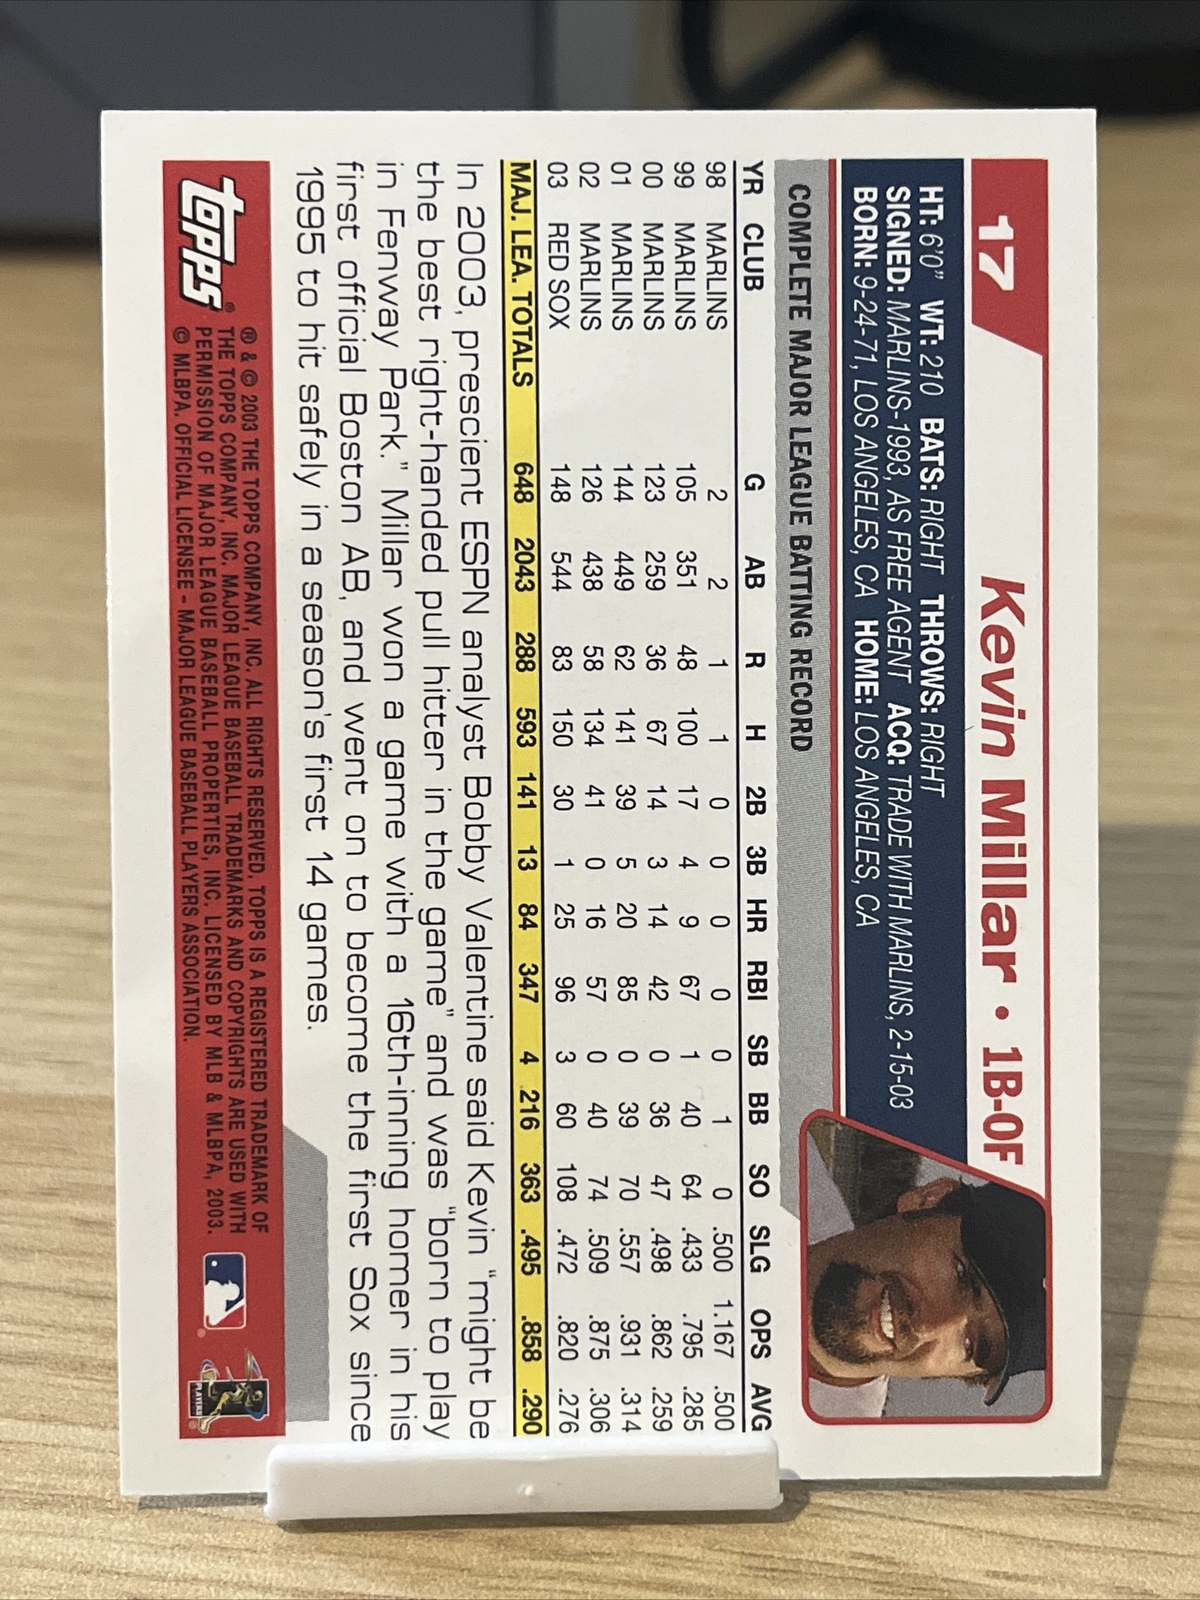 17
Kevin Millar • 1B-OF
HT: 6'0" WT: 210 BATS: RIGHT THROWS: RIGHT
SIGNED: MARLINS-1993, AS FREE AGENT ACQ: TRADE WITH MARLINS, 2-15-03
BORN: 9-24-71, LOS ANGELES, CA HOME: LOS ANGELES, CA
COMPLETE MAJOR LEAGUE BATTING RECORD
YR CLUB G AB R H 2B 3B HR RBI SB BB SO SLG OPS AVG
98 MARLINS 2 2 1 1 0 0 0 0 0 1 0 .500 1.167 .500
99 MARLINS 105 351 48 100 17 4 9 67 1 40 64 .433 .795 .285
00 MARLINS 123 259 36 67 14 3 14 42 0 36 47 .498 .862 .259
01 MARLINS 144 449 62 141 39 5 20 85 0 39 70 .557 .931 .314
02 MARLINS 126 438 58 134 41 0 16 57 0 40 74 .509 .875 .306
03 RED SOX 148 544 83 150 30 1 25 96 3 60 108 .472 .820 .276
MAJ. LEA. TOTALS 648 2043 288 593 141 13 84 347 4 216 363 .495 .858 .290
In 2003, prescient ESPN analyst Bobby Valentine said Kevin "might be
the best right-handed pull hitter in the game" and was "born to play
in Fenway Park." Millar won a game with a 16th-inning homer in his
first official Boston AB, and went on to become the first Sox since
1995 to hit safely in a season's first 14 games.
topps®
® & © 2003 THE TOPPS COMPANY, INC. ALL RIGHTS RESERVED. TOPPS IS A REGISTERED TRADEMARK OF
THE TOPPS COMPANY, INC. MAJOR LEAGUE BASEBALL TRADEMARKS AND COPYRIGHTS ARE USED WITH
PERMISSION OF MAJOR LEAGUE BASEBALL PROPERTIES, INC. LICENSED BY MLB & MLBPA, 2003.
© MLBPA. OFFICIAL LICENSEE - MAJOR LEAGUE BASEBALL PLAYERS ASSOCIATION.
PLAYERS